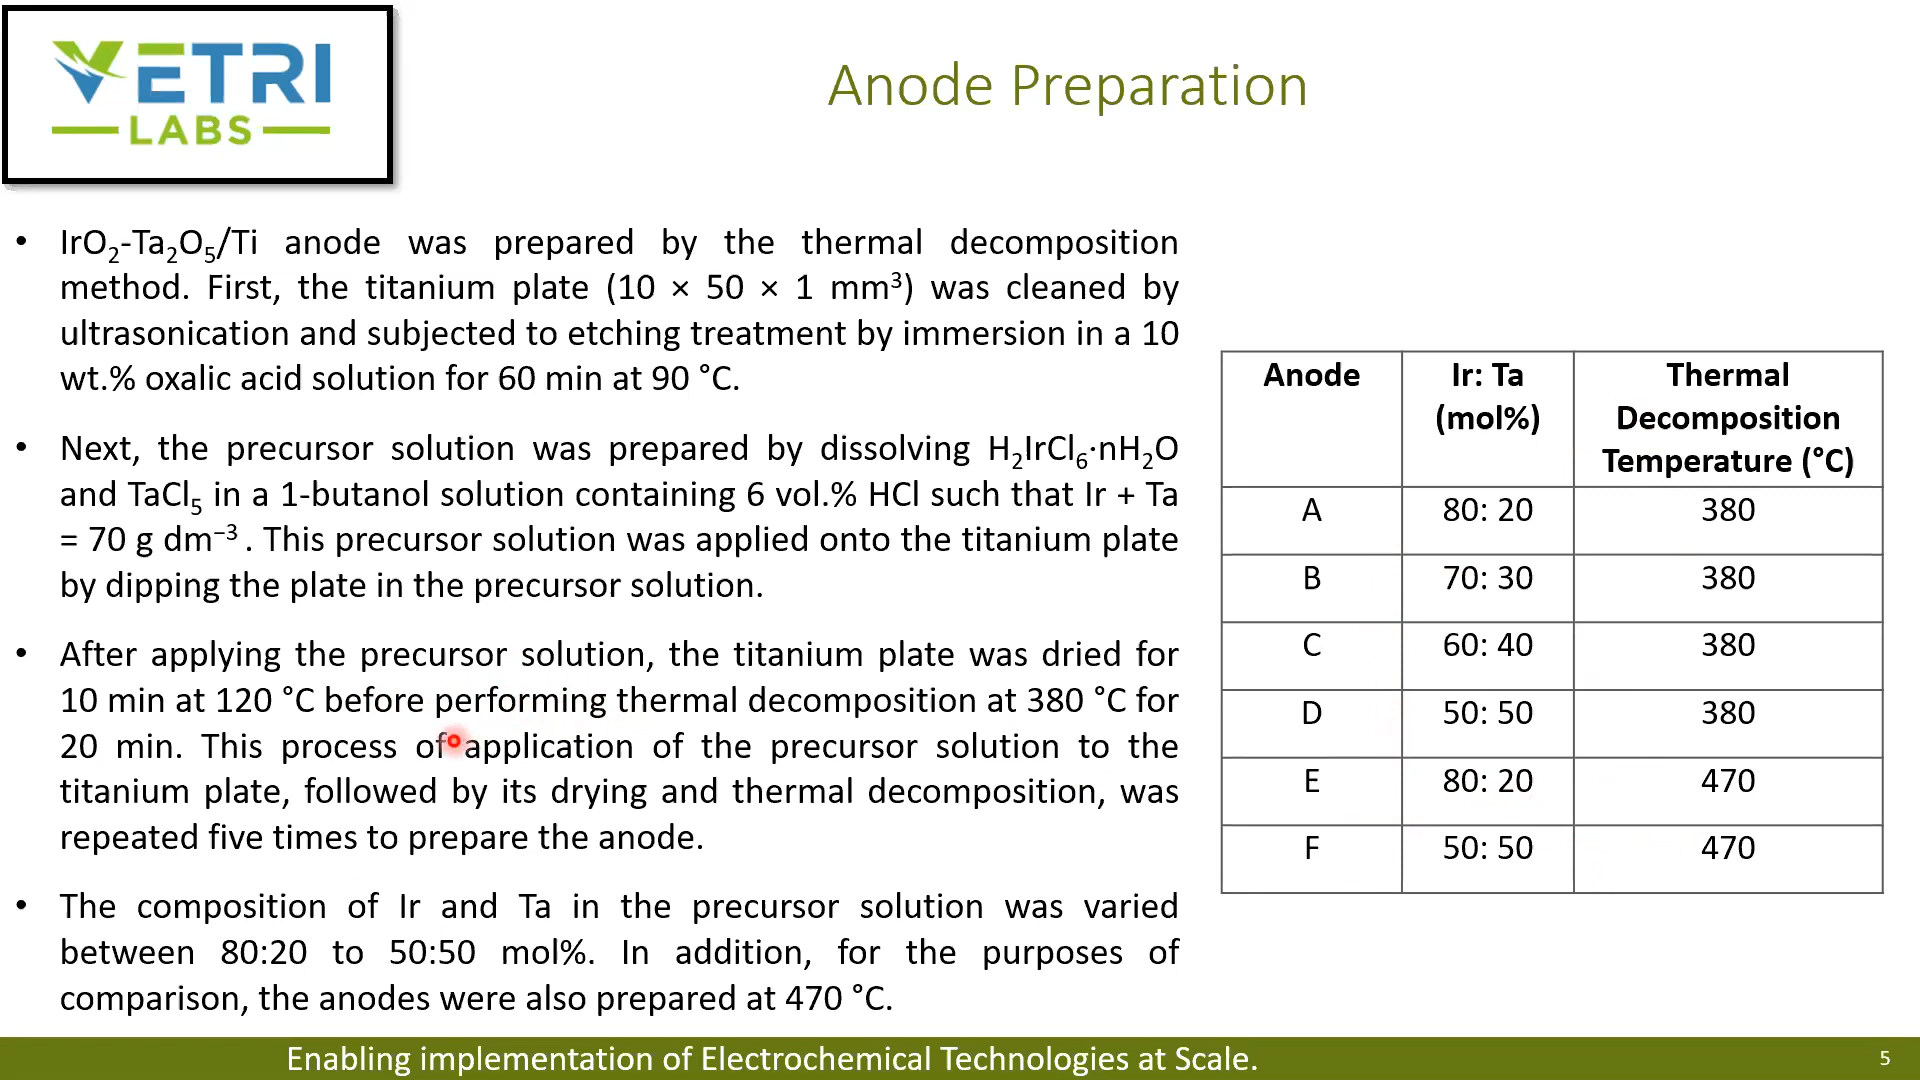 VETRI
LABS
Anode Preparation
• IrO₂-Ta₂O₅/Ti anode was prepared by the thermal decomposition
method. First, the titanium plate (10 × 50 × 1 mm³) was cleaned by
ultrasonication and subjected to etching treatment by immersion in a 10
wt.% oxalic acid solution for 60 min at 90 °C.
• Next, the precursor solution was prepared by dissolving H₂IrCl₆·nH₂O
and TaCl₅ in a 1-butanol solution containing 6 vol.% HCl such that Ir + Ta
= 70 g dm⁻³ . This precursor solution was applied onto the titanium plate
by dipping the plate in the precursor solution.
• After applying the precursor solution, the titanium plate was dried for
10 min at 120 °C before performing thermal decomposition at 380 °C for
20 min. This process of application of the precursor solution to the
titanium plate, followed by its drying and thermal decomposition, was
repeated five times to prepare the anode.
• The composition of Ir and Ta in the precursor solution was varied
between 80:20 to 50:50 mol%. In addition, for the purposes of
comparison, the anodes were also prepared at 470 °C.
Anode Ir: Ta Thermal
(mol%) Decomposition
Temperature (°C)
A 80: 20 380
B 70: 30 380
C 60: 40 380
D 50: 50 380
E 80: 20 470
F 50: 50 470
Enabling implementation of Electrochemical Technologies at Scale.
5